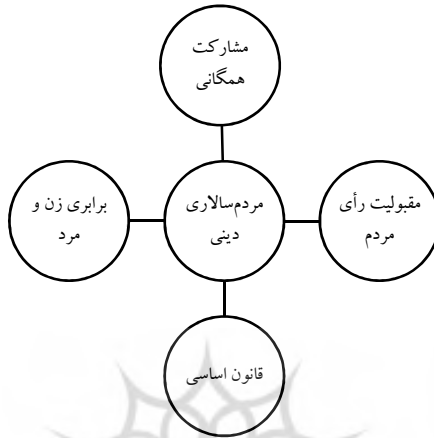 مشارکت
همگانی
مقبولیت رأی
مردم
مردم‌سالاری
دینی
برابری زن و
مرد
قانون اساسی